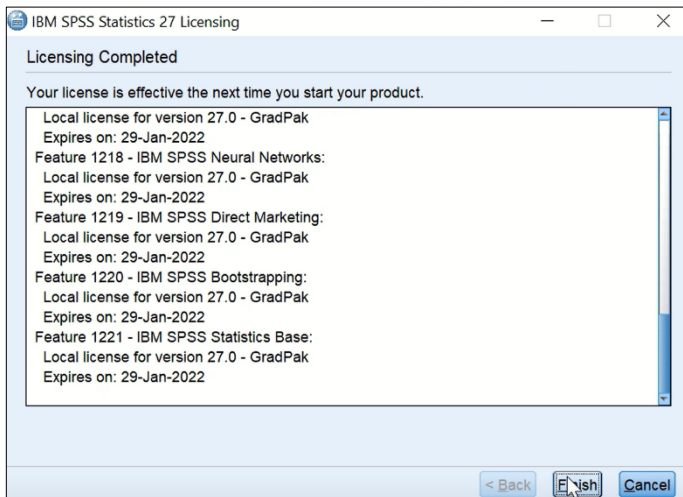 IBM SPSS Statistics 27 Licensing
Licensing Completed
Your license is effective the next time you start your product.
Local license for version 27.0 - GradPak
Expires on: 29-Jan-2022
Feature 1218 - IBM SPSS Neural Networks:
Local license for version 27.0 - GradPak
Expires on: 29-Jan-2022
Feature 1219 - IBM SPSS Direct Marketing:
Local license for version 27.0 - GradPak
Expires on: 29-Jan-2022
Feature 1220 - IBM SPSS Bootstrapping:
Local license for version 27.0 - GradPak
Expires on: 29-Jan-2022
Feature 1221 - IBM SPSS Statistics Base:
Local license for version 27.0 - GradPak
Expires on: 29-Jan-2022
< Back Finish Cancel